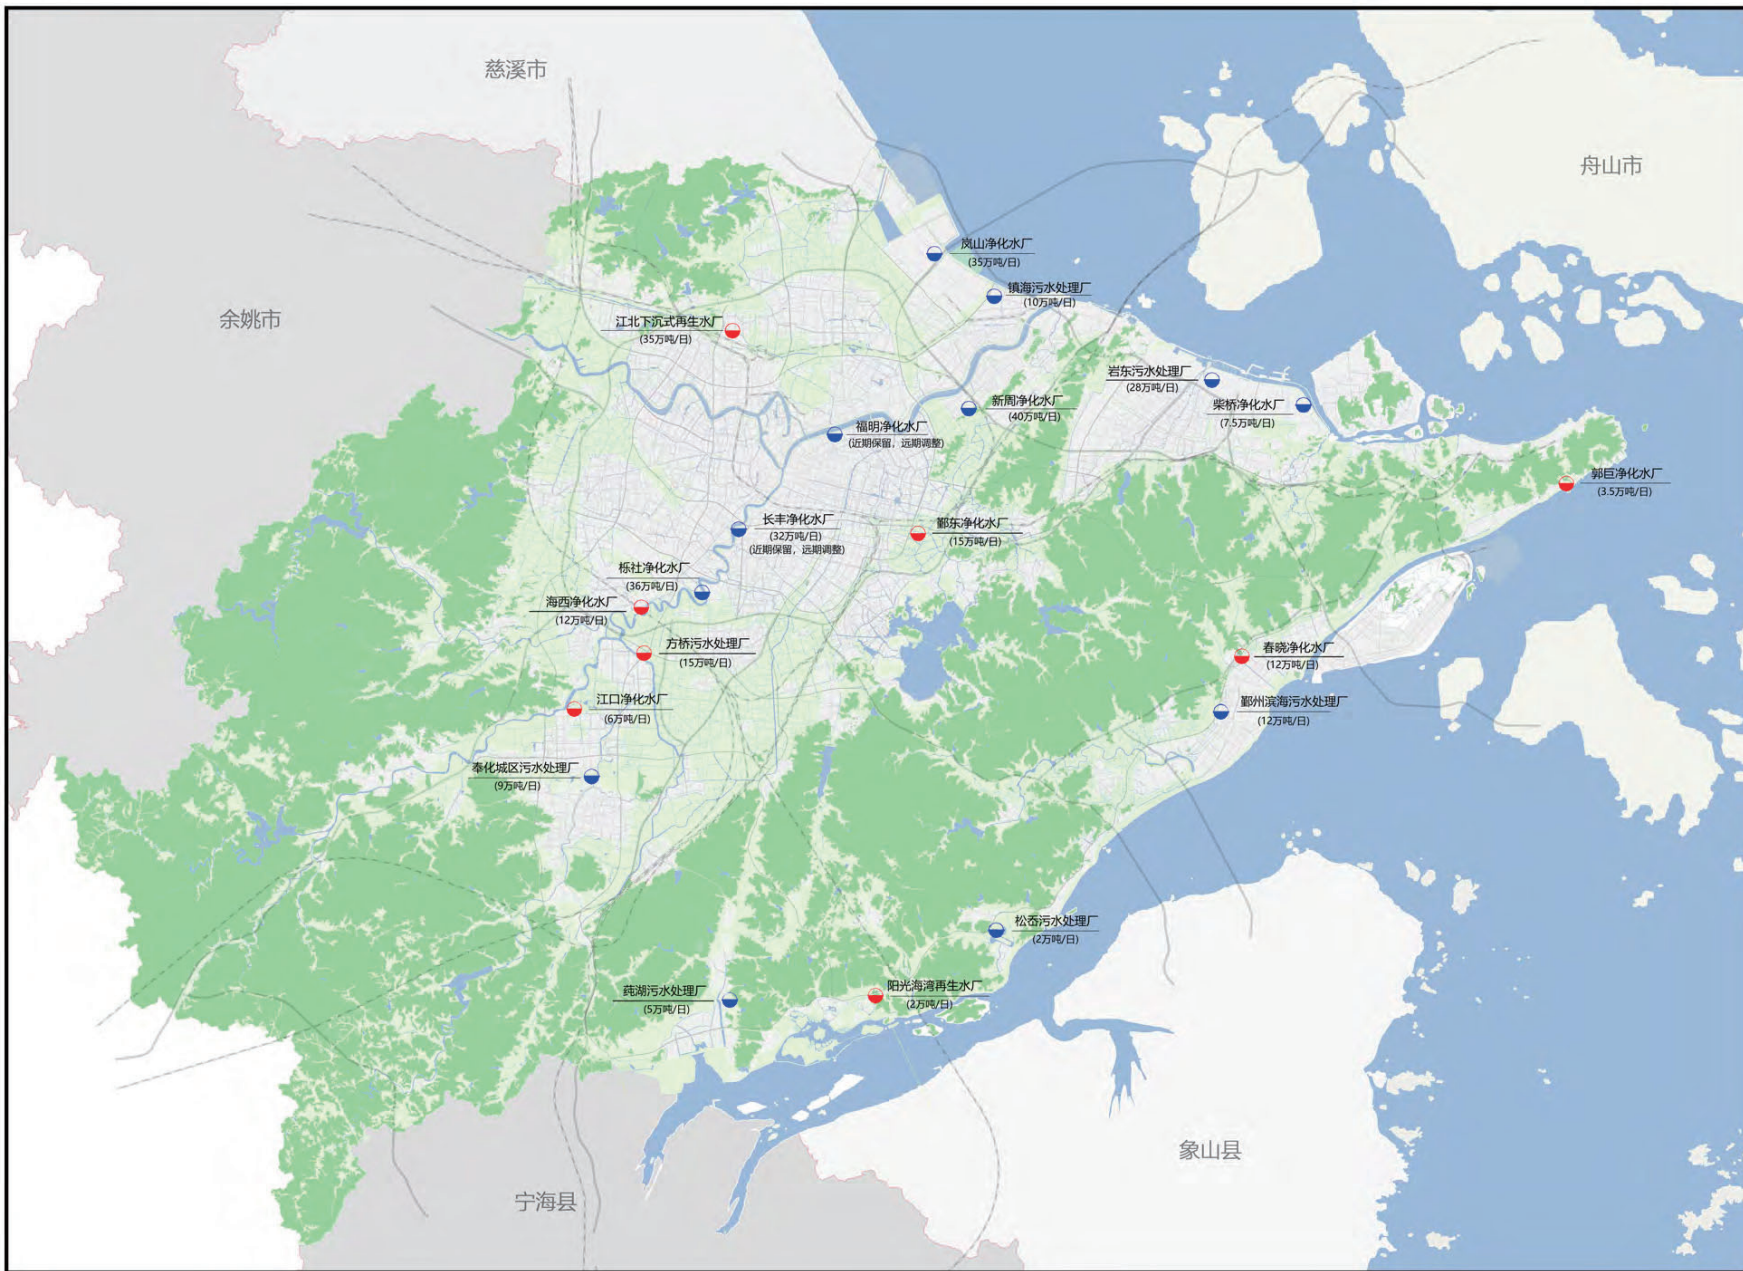 慈溪市
舟山市
岚山净化水厂
(35万吨/日)
镇海污水处理厂
(10万吨/日)
余姚市
江北下沉式再生水厂
(35万吨/日)
岩东污水处理厂
(28万吨/日)
柴桥净化水厂
(7.5万吨/日)
新周净化水厂
(40万吨/日)
福明净化水厂
(近期保留，远期调整)
郭巨净化水厂
(3.5万吨/日)
长丰净化水厂
(32万吨/日)
(近期保留，远期调整)
鄞东净化水厂
(15万吨/日)
栎社净化水厂
(36万吨/日)
海西净化水厂
(12万吨/日)
方桥污水处理厂
(15万吨/日)
春晓净化水厂
(12万吨/日)
江口净化水厂
(6万吨/日)
鄞州滨海污水处理厂
(12万吨/日)
奉化城区污水处理厂
(9万吨/日)
松岙污水处理厂
(2万吨/日)
莼湖污水处理厂
(5万吨/日)
阳光海湾再生水厂
(2万吨/日)
象山县
宁海县